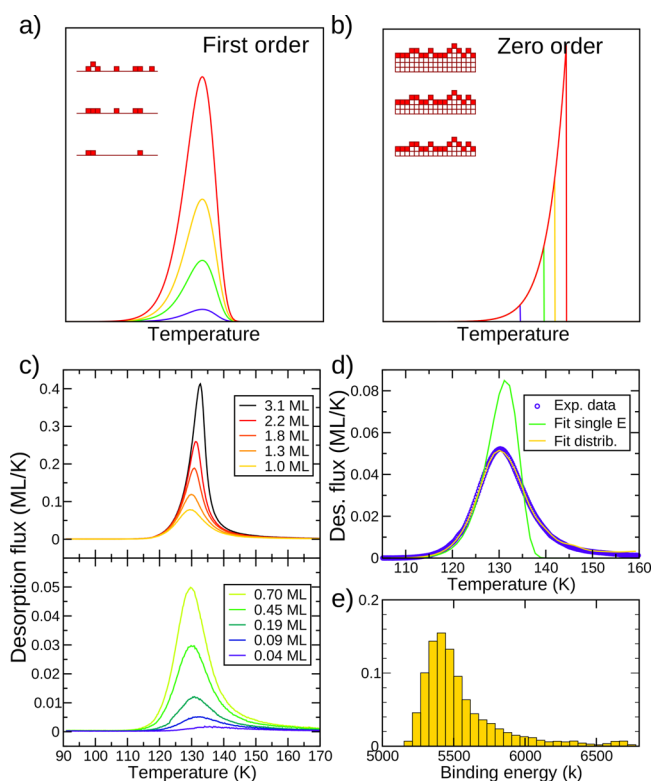 a)
First order
Temperature
b)
Zero order
Temperature
c)
Desorption flux (ML/K)
0.4
0.3
0.2
0.1
0
3.1 ML
2.2 ML
1.8 ML
1.3 ML
1.0 ML
0.05
0.04
0.03
0.02
0.01
0
0.70 ML
0.45 ML
0.19 ML
0.09 ML
0.04 ML
90 100 110 120 130 140 150 160 170
Temperature (K)
d)
Des. flux (ML/K)
0.08
0.06
0.04
0.02
0.00
Exp. data
Fit single E
Fit distrib.
110 120 130 140 150 160
Temperature (K)
e)
0.2
0.1
0
5000 5500 6000 6500
Binding energy (k)